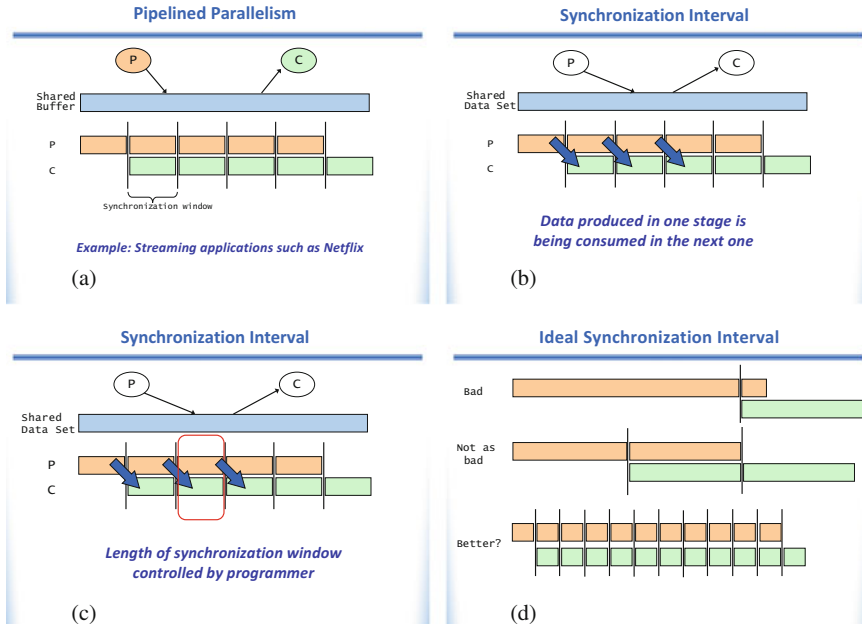 Pipelined Parallelism
P
C
Shared
Buffer
P
C
Synchronization window
Example: Streaming applications such as Netflix
(a)
Synchronization Interval
P
C
Shared
Data Set
P
C
Data produced in one stage is
being consumed in the next one
(b)
Synchronization Interval
P
C
Shared
Data Set
P
C
Length of synchronization window
controlled by programmer
(c)
Ideal Synchronization Interval
Bad
Not as
bad
Better?
(d)